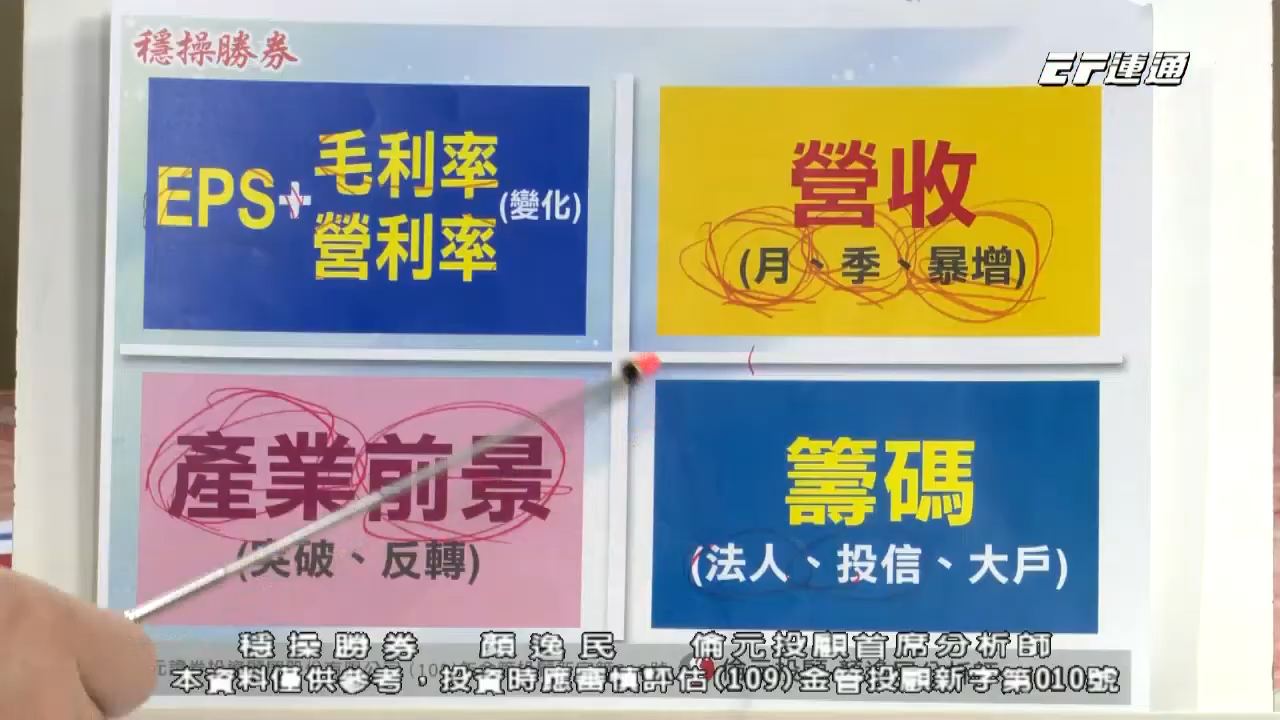 穩操勝券
EF運通
EPS+
毛利率
營利率
(變化)
營收
(月、季、暴增)
產業前景
(突破、反轉)
籌碼
(法人、投信、大戶)
穩操勝券 顏逸民 倫元投顧首席分析師
本資料僅供參考,投資時應審慎評估(109)金管投顧新字第010號